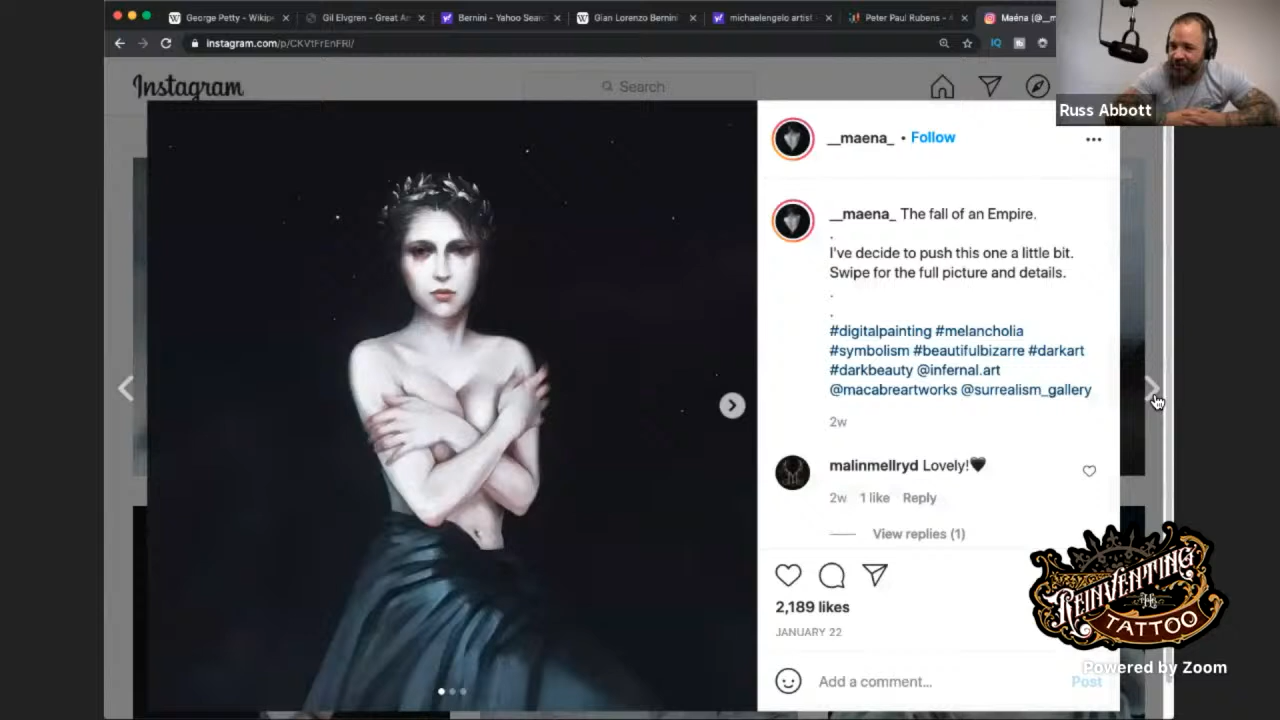 George Petty - Wikip
Gil Elvgren - Great Ar
Bernini - Yahoo Searc
Gian Lorenzo Bernini
michaelengelo artist -
Peter Paul Rubens - A
Maéna (@__m
instagram.com/p/CKVtFrEnFRI/
IQ
Russ Abbott
Instagram
Search
__maena_ • Follow
__maena_ The fall of an Empire.
.
I've decide to push this one a little bit.
Swipe for the full picture and details.
.
.
#digitalpainting #melancholia
#symbolism #beautifulbizarre #darkart
#darkbeauty @infernal.art
@macabreartworks @surrealism_gallery
2w
malinmellryd Lovely!🖤
2w 1 like Reply
View replies (1)
2,189 likes
JANUARY 22
Add a comment...
Post
REINVENTING
THE
TATTOO
Powered by Zoom